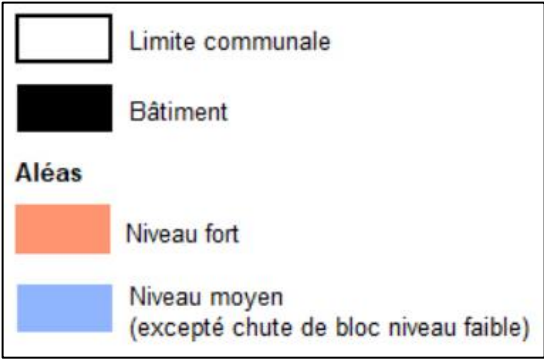 Limite communale
Bâtiment
Aléas
Niveau fort
Niveau moyen
(excepté chute de bloc niveau faible)